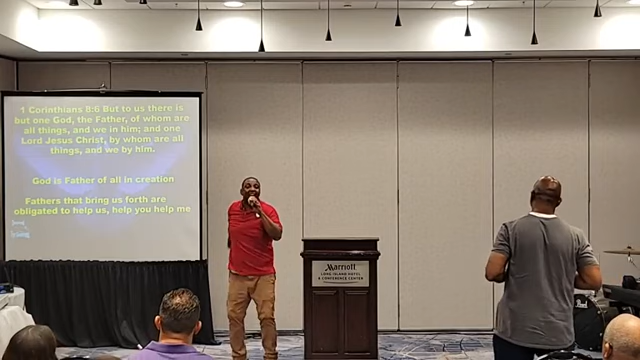 1 Corinthians 8:6 But to us there is
but one God, the Father, of whom are
all things, and we in him; and one
Lord Jesus Christ, by whom are all
things, and we by him.
God is Father of all in creation
Fathers that bring us forth are
obligated to help us, help you help me
Marriott
LONG ISLAND HOTEL
& CONFERENCE CENTER
Pearl